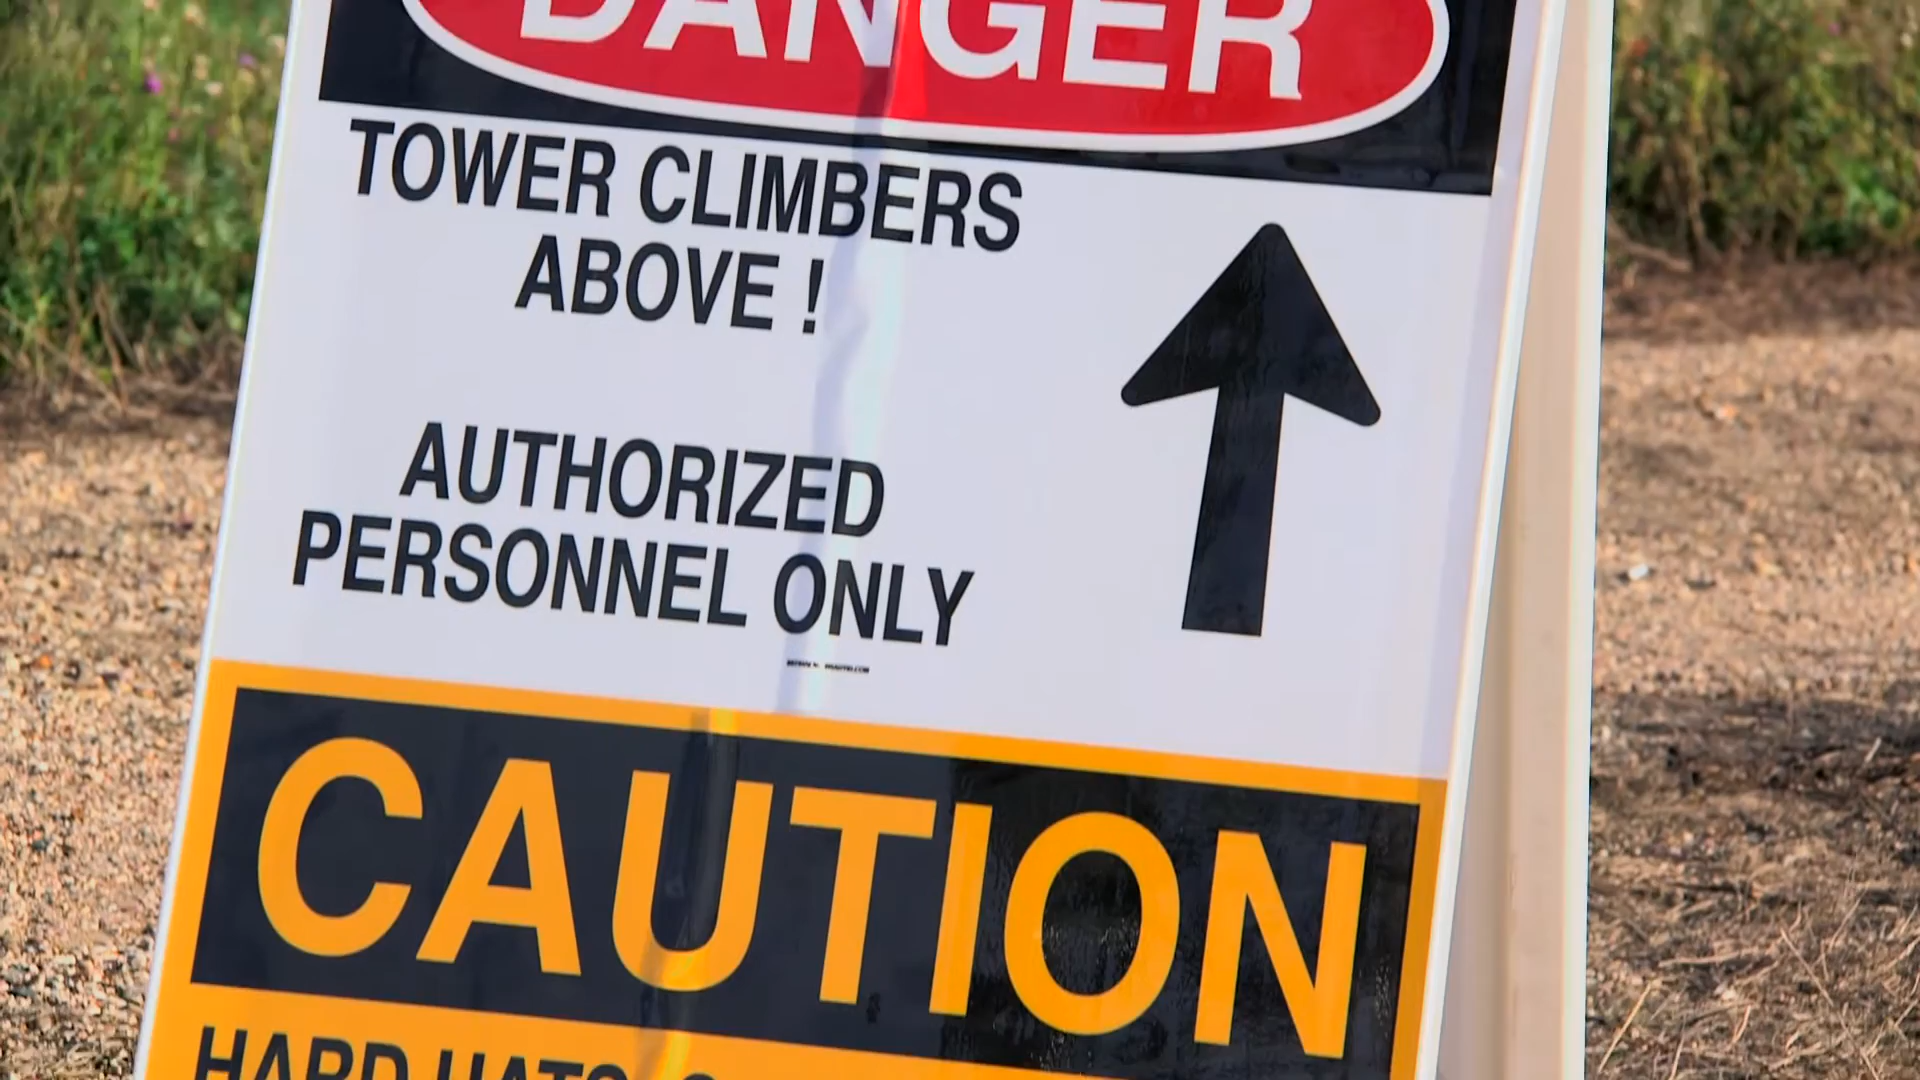 DANGER
TOWER CLIMBERS
ABOVE !
AUTHORIZED
PERSONNEL ONLY
CAUTION
HARD HATS